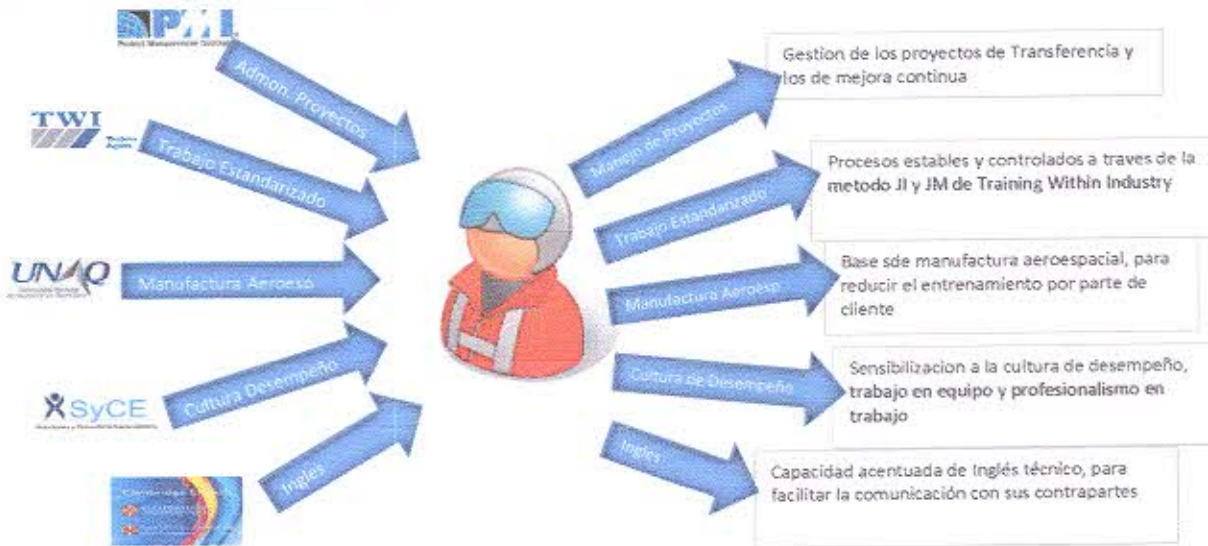 PMI
Admon. Proyectos
TWI
Trabajo Estandarizado
UNAQ
Manufactura Aeroesp
SyCE
Cultura Desempeño
Ingles
Manejo de Proyectos
Gestion de los proyectos de Transferencia y
los de mejora continua
Trabajo Estandarizado
Procesos estables y controlados a traves de la
metodo JI y JM de Training Within Industry
Manufactura Aeroesp
Base sde manufactura aeroespacial, para
reducir el entrenamiento por parte de
cliente
Cultura de Desempeño
Sensibilizacion a la cultura de desempeño,
trabajo en equipo y profesionalismo en
trabajo
Ingles
Capacidad acentuada de Inglés técnico, para
facilitar la comunicación con sus contrapartes